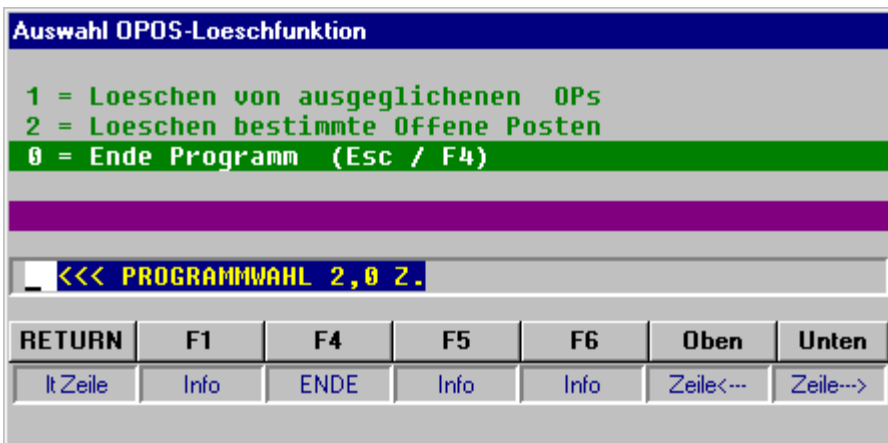 Auswahl OPOS-Loeschfunktion
1 = Loeschen von ausgeglichenen  OPs
2 = Loeschen bestimmte Offene Posten
0 = Ende Programm  (Esc / F4)
_ <<< PROGRAMMWAHL 2,0 Z.
RETURN F1 F4 F5 F6 Oben Unten
lt Zeile Info ENDE Info Info Zeile<--- Zeile--->